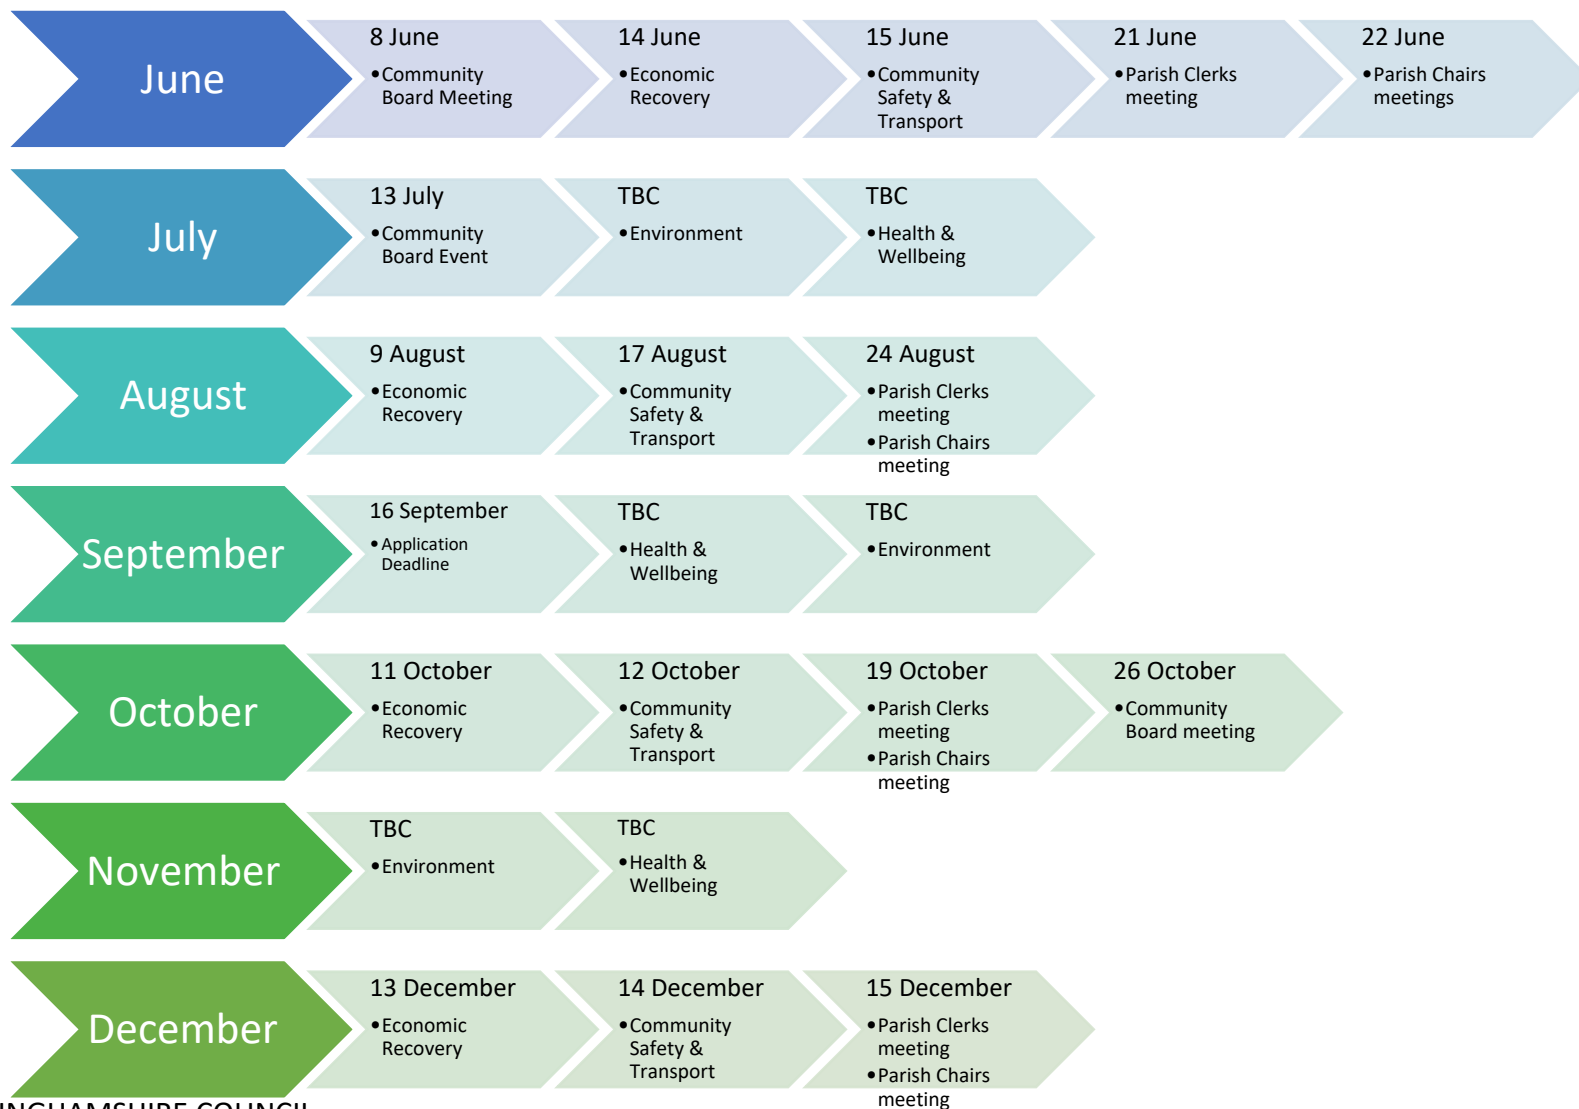 June
8 June
•Community
Board Meeting
14 June
•Economic
Recovery
15 June
•Community
Safety &
Transport
21 June
•Parish Clerks
meeting
22 June
•Parish Chairs
meetings
July
13 July
•Community
Board Event
TBC
•Environment
TBC
•Health &
Wellbeing
August
9 August
•Economic
Recovery
17 August
•Community
Safety &
Transport
24 August
•Parish Clerks
meeting
•Parish Chairs
meeting
September
16 September
•Application
Deadline
TBC
•Health &
Wellbeing
TBC
•Environment
October
11 October
•Economic
Recovery
12 October
•Community
Safety &
Transport
19 October
•Parish Clerks
meeting
•Parish Chairs
meeting
26 October
•Community
Board meeting
November
TBC
•Environment
TBC
•Health &
Wellbeing
December
13 December
•Economic
Recovery
14 December
•Community
Safety &
Transport
15 December
•Parish Clerks
meeting
•Parish Chairs
meeting